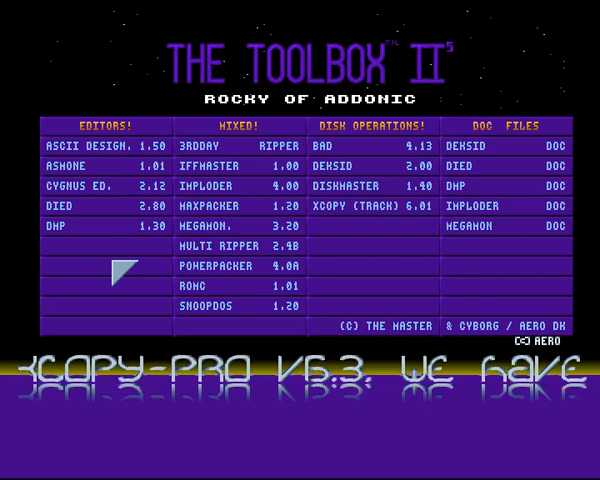 THE TOOLBOX™ II⁵
ROCKY OF ADDONIC
EDITORS! MIXED! DISK OPERATIONS! DOC FILES
ASCII DESIGN. 1.50 3RDDAY RIPPER BAD 4.13 DEKSID DOC
ASMONE 1.01 IFFMASTER 1.00 DEKSID 2.00 DIED DOC
CYGNUS ED. 2.12 IMPLODER 4.00 DISKMASTER 1.40 DMP DOC
DIED 2.80 MAXPACKER 1.20 XCOPY (TRACK) 6.01 IMPLODER DOC
DMP 1.30 MEGAMON. 3.20 MEGAMON DOC
MULTI RIPPER 2.4B
POWERPACKER 4.0A
ROMC 1.01
SNOOPDOS 1.20
(C) THE MASTER & CYBORG / AERO DK
AERO
XCOPY-PRO V6.3. WE HAVE